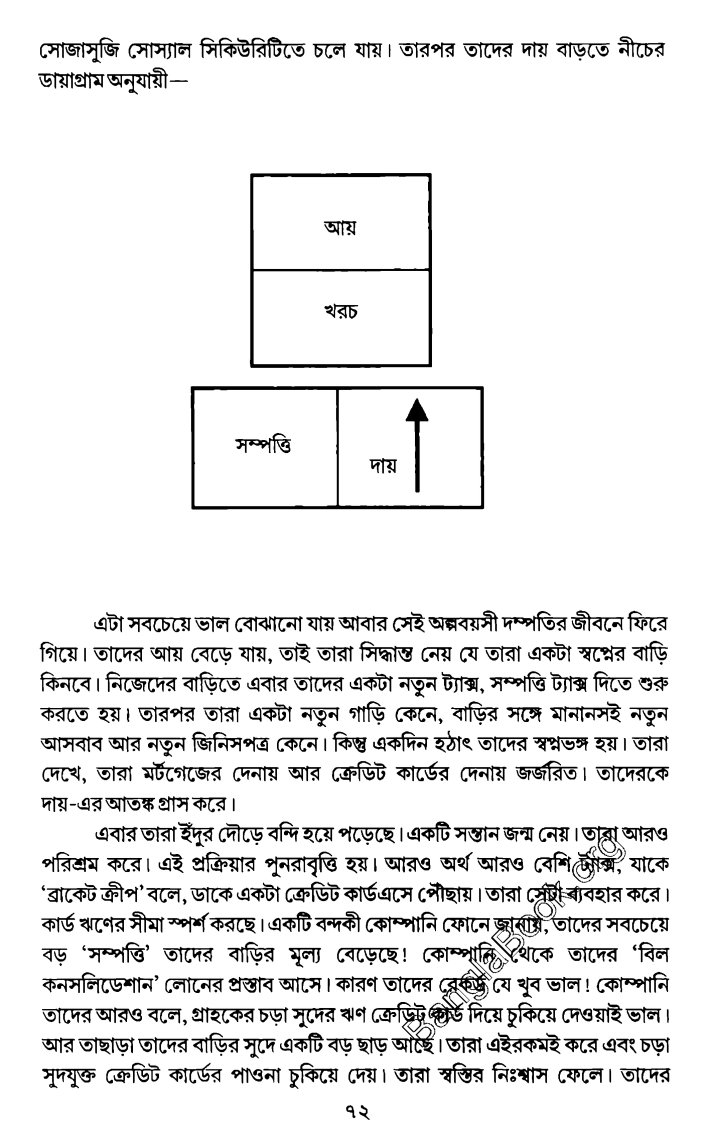 সোজাসুজি সোস্যাল সিকিউরিটিতে চলে যায়। তারপর তাদের দায় বাড়তে নীচের
ডায়াগ্রাম অনুযায়ী—
আয়
খরচ
সম্পত্তি
দায়
এটা সবচেয়ে ভাল বোঝানো যায় আবার সেই অল্পবয়সী দম্পতির জীবনে ফিরে
গিয়ে। তাদের আয় বেড়ে যায়, তাই তারা সিদ্ধান্ত নেয় যে তারা একটা স্বপ্নের বাড়ি
কিনবে। নিজেদের বাড়িতে এবার তাদের একটা নতুন ট্যাক্স, সম্পত্তি ট্যাক্স দিতে শুরু
করতে হয়। তারপর তারা একটা নতুন গাড়ি কেনে, বাড়ির সঙ্গে মানানসই নতুন
আসবাব আর নতুন জিনিসপত্র কেনে। কিন্তু একদিন হঠাৎ তাদের স্বপ্নভঙ্গ হয়। তারা
দেখে, তারা মর্টগেজের দেনায় আর ক্রেডিট কার্ডের দেনায় জর্জরিত। তাদেরকে
দায়-এর আতঙ্ক গ্রাস করে।
এবার তারা ইঁদুর দৌড়ে বন্দি হয়ে পড়েছে। একটি সন্তান জন্ম নেয়। তারা আরও
পরিশ্রম করে। এই প্রক্রিয়ার পুনরাবৃত্তি হয়। আরও অর্থ আরও বেশি ট্যাক্স, যাকে
‘ব্রাকেট ক্রীপ’ বলে, ডাকে একটা ক্রেডিট কার্ডএসে পৌঁছায়। তারা সেটা ব্যবহার করে।
কার্ড ঋণের সীমা স্পর্শ করছে। একটি বন্দকী কোম্পানি ফোনে জানায়, তাদের সবচেয়ে
বড় ‘সম্পত্তি’ তাদের বাড়ির মূল্য বেড়েছে! কোম্পানি থেকে তাদের ‘বিল
কনসলিডেশান’ লোনের প্রস্তাব আসে। কারণ তাদের রেকর্ড যে খুব ভাল! কোম্পানি
তাদের আরও বলে, গ্রাহকের চড়া সুদের ঋণ ক্রেডিট কার্ড দিয়ে চুকিয়ে দেওয়াই ভাল।
আর তাছাড়া তাদের বাড়ির সুদে একটি বড় ছাড় আছে। তারা এইরকমই করে এবং চড়া
সুদযুক্ত ক্রেডিট কার্ডের পাওনা চুকিয়ে দেয়। তারা স্বস্তির নিঃশ্বাস ফেলে। তাদের
BanglaBook.org
৭২